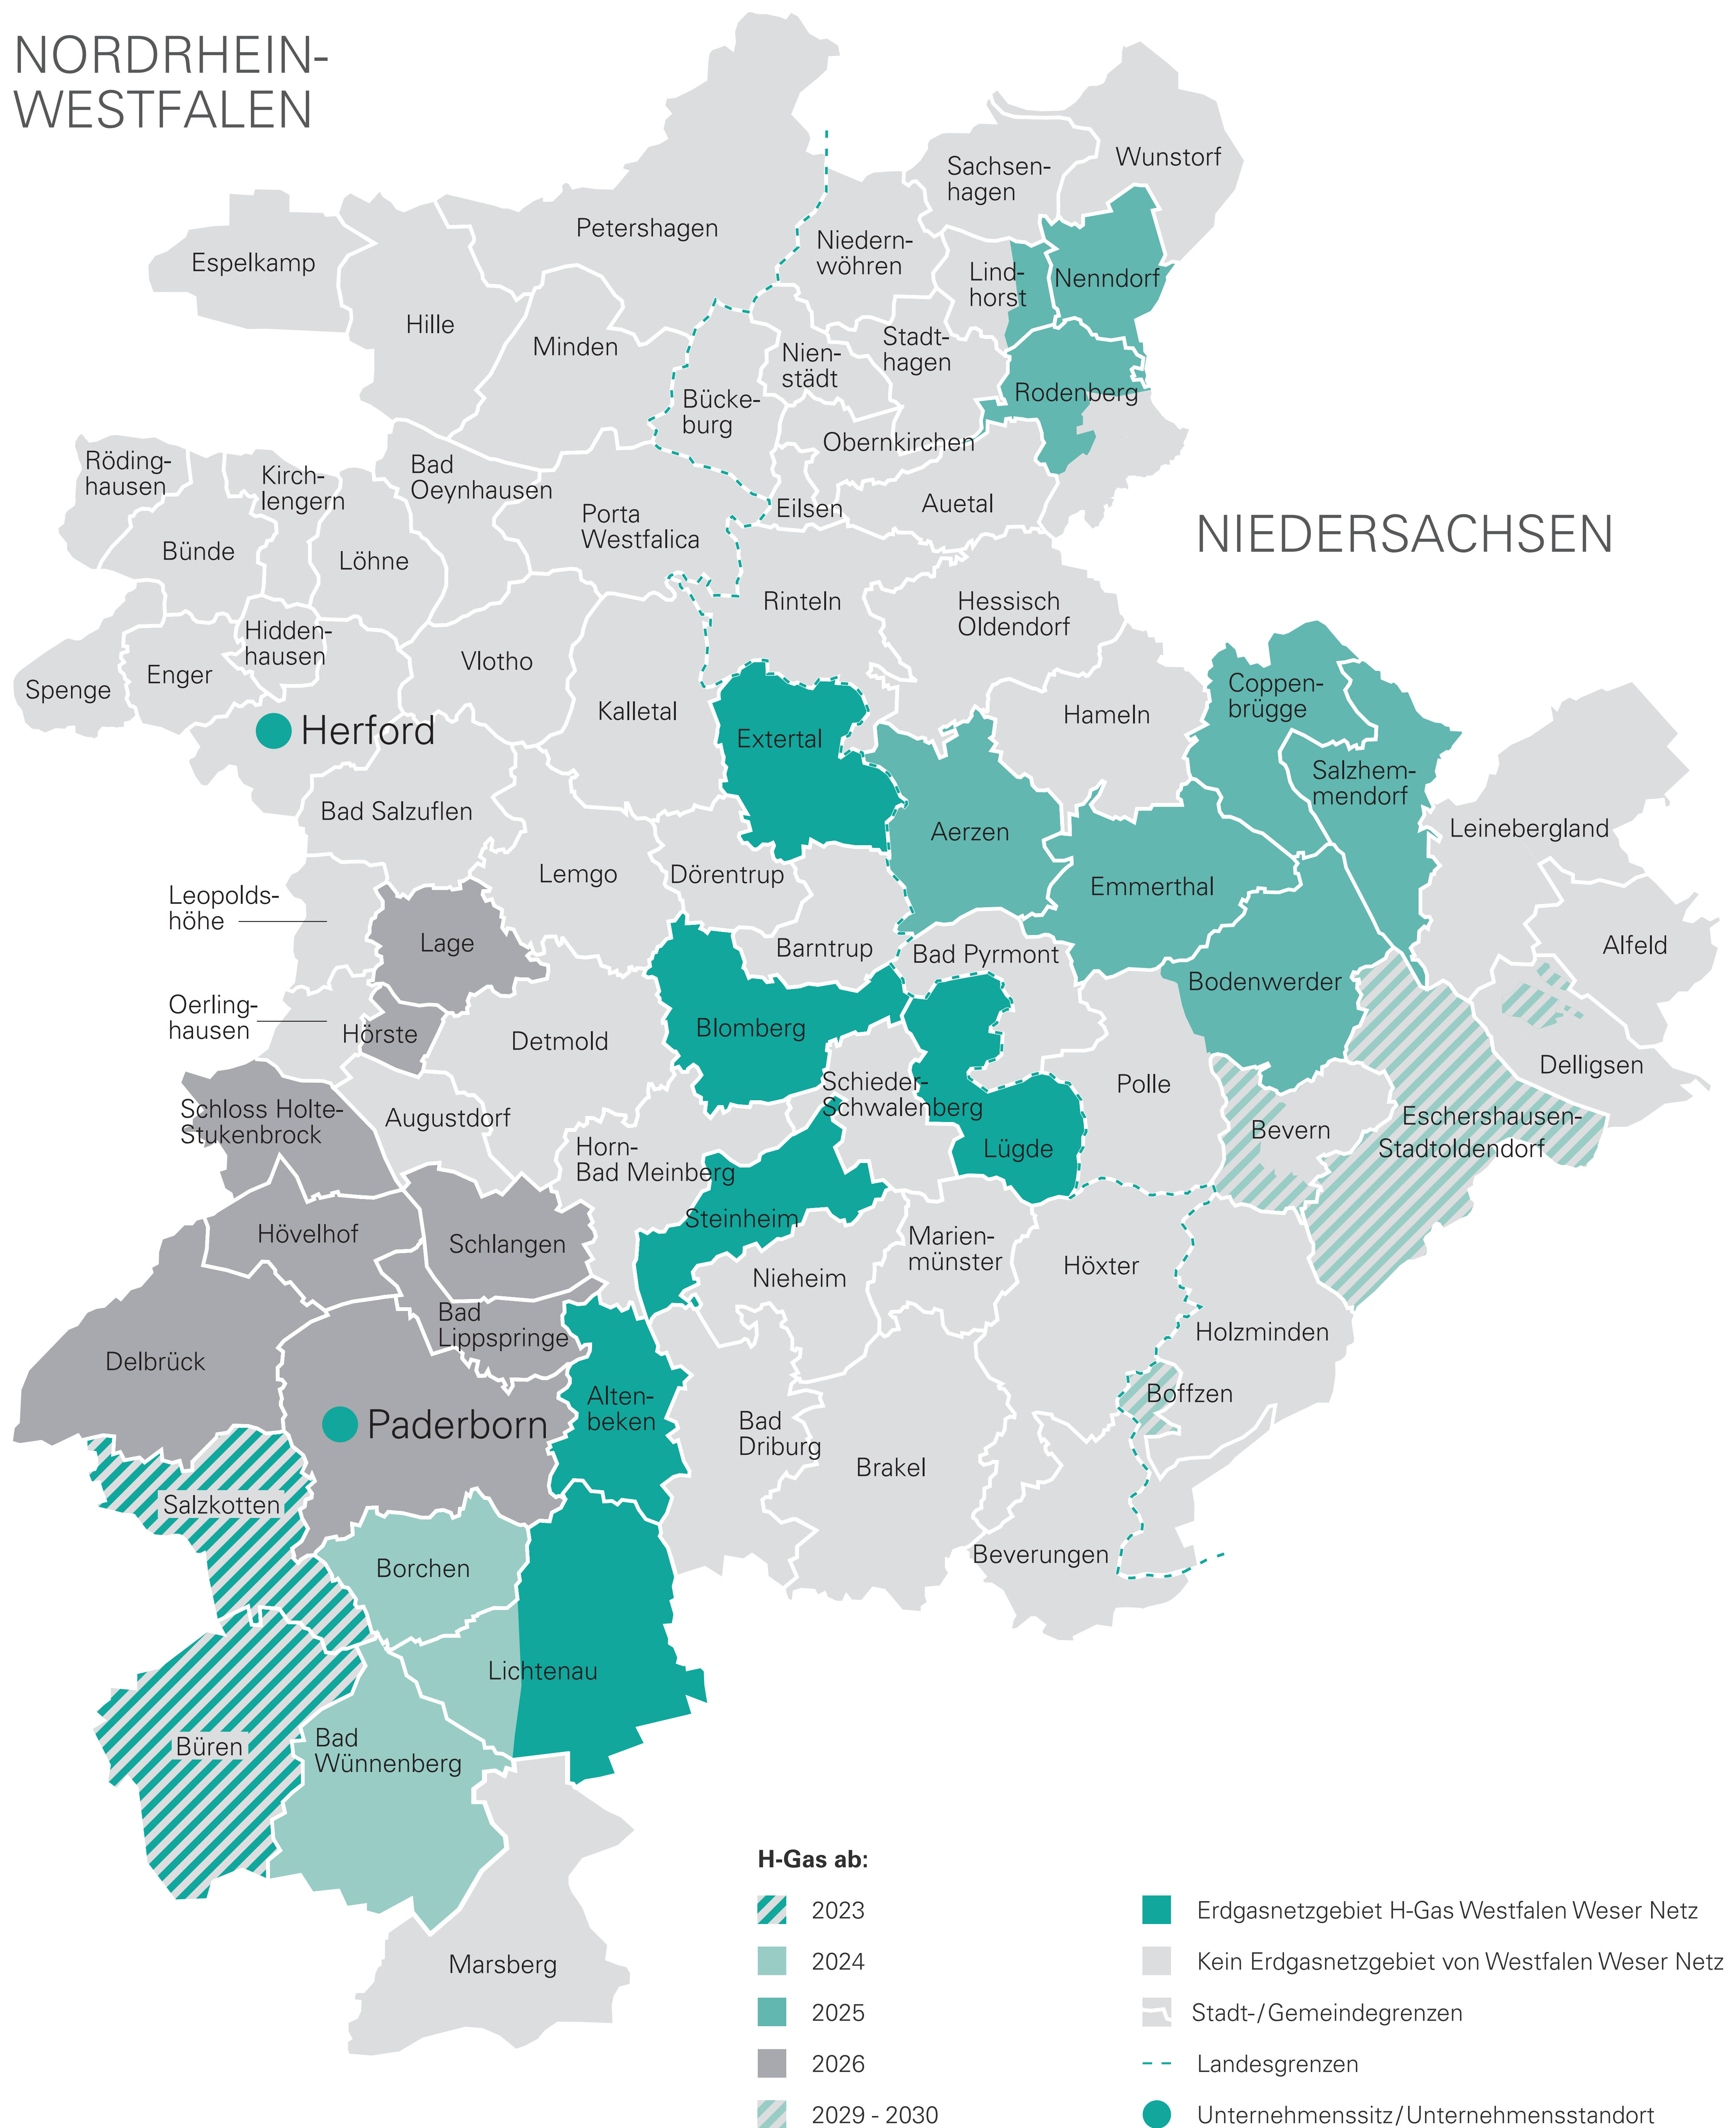 NORDRHEIN-
WESTFALEN
Wunstorf
Sachsen-
hagen
Petershagen
Niedern-
wöhren
Espelkamp
Lind-
horst
Nenndorf
Hille
Minden
Stadt-
hagen
Nien-
städt
Rodenberg
Bücke-
burg
Obernkirchen
Röding-
hausen
Kirch-
lengern
Bad
Oeynhausen
Eilsen
Auetal
Porta
Westfalica
NIEDERSACHSEN
Bünde
Löhne
Rinteln
Hessisch
Oldendorf
Hidden-
hausen
Spenge
Enger
Vlotho
Kalletal
Coppen-
brügge
Hameln
Herford
Extertal
Salzhem-
mendorf
Bad Salzuflen
Aerzen
Leinebergland
Lemgo
Dörentrup
Emmerthal
Leopolds-
höhe
Lage
Barntrup
Bad Pyrmont
Alfeld
Bodenwerder
Oerling-
hausen
Hörste
Detmold
Blomberg
Delligsen
Schieder-
Schwalenberg
Polle
Schloss Holte-
Stukenbrock
Augustdorf
Bevern
Eschershausen-
Stadtoldendorf
Horn-
Bad Meinberg
Lügde
Steinheim
Hövelhof
Schlangen
Marien-
münster
Nieheim
Höxter
Bad
Lippspringe
Holzminden
Delbrück
Alten-
beken
Boffzen
Paderborn
Bad
Driburg
Brakel
Salzkotten
Borchen
Beverungen
Lichtenau
Büren
Bad
Wünnenberg
Marsberg
H-Gas ab:
2023
2024
2025
2026
2029 - 2030
Erdgasnetzgebiet H-Gas Westfalen Weser Netz
Kein Erdgasnetzgebiet von Westfalen Weser Netz
Stadt-/Gemeindegrenzen
Landesgrenzen
Unternehmenssitz/Unternehmensstandort